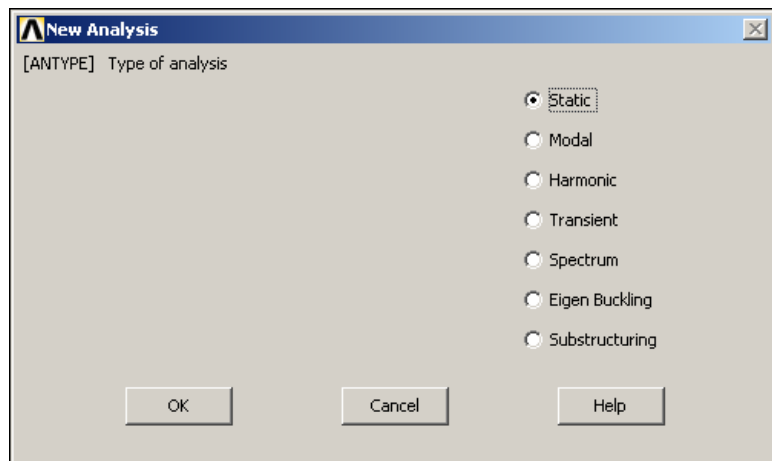 New Analysis
[ANTYPE] Type of analysis
Static
Modal
Harmonic
Transient
Spectrum
Eigen Buckling
Substructuring
OK Cancel Help